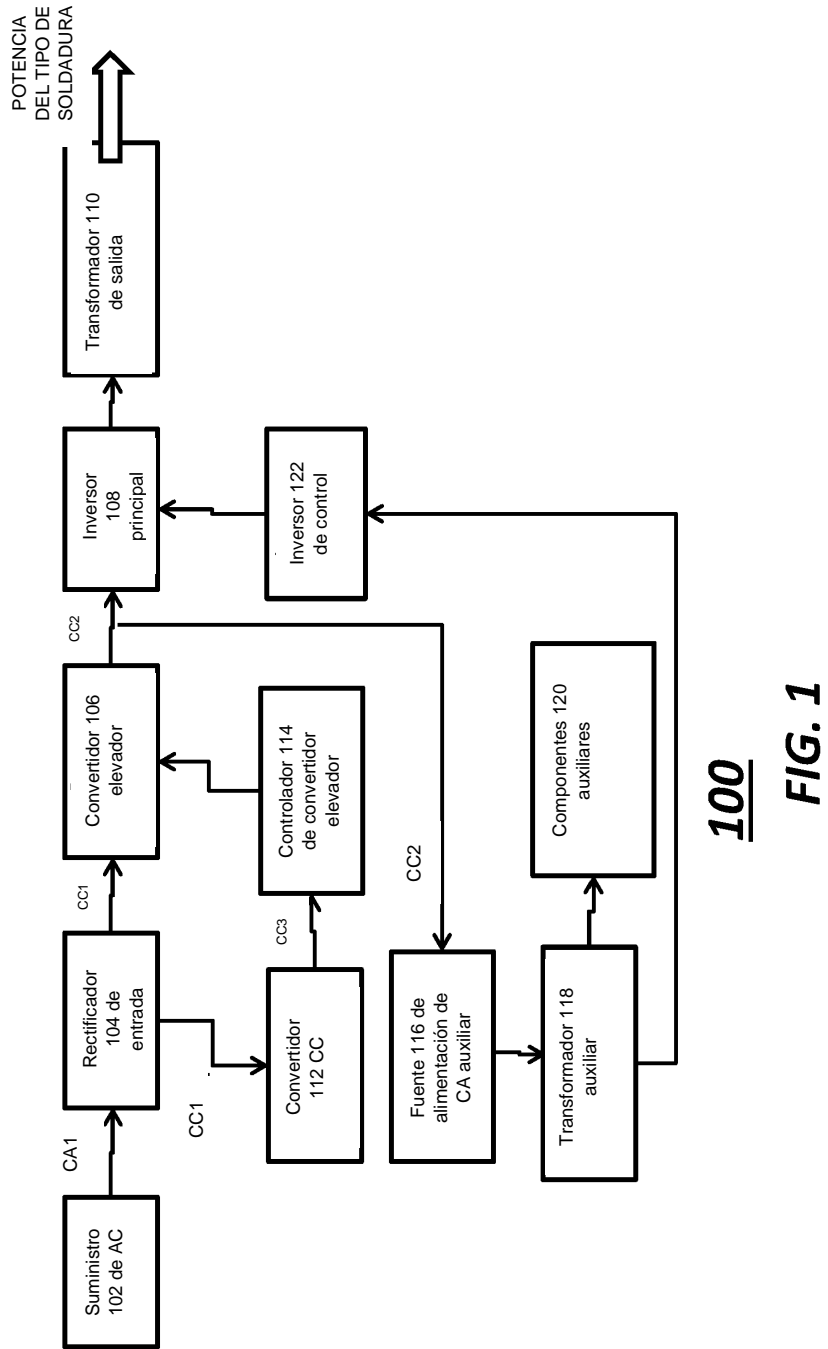 POTENCIA
DEL TIPO DE
SOLDADURA
Suministro
102 de AC
CA1
Rectificador
104 de
entrada
CC1
Convertidor 106
elevador
CC2
Inversor
108
principal
Transformador 110
de salida
CC1
Convertidor
112 CC
CC3
Controlador 114
de convertidor
elevador
Inversor 122
de control
CC2
Fuente 116 de
alimentación de
CA auxiliar
Transformador 118
auxiliar
Componentes 120
auxiliares
100
FIG. 1